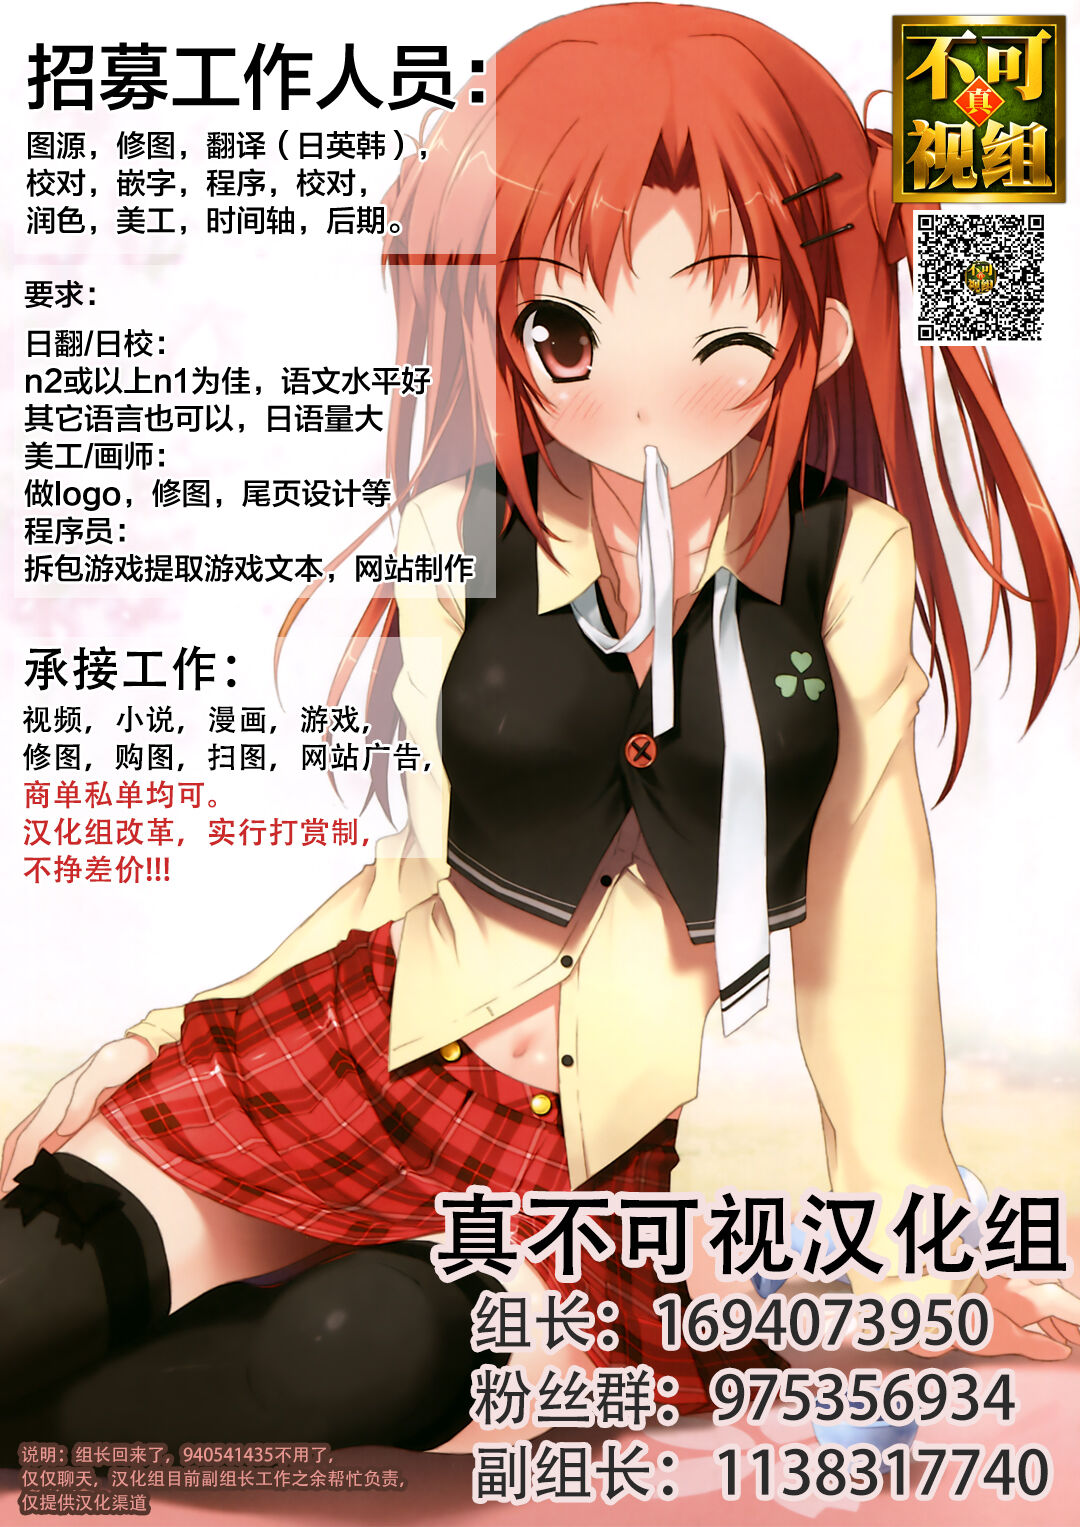 招募工作人员：
图源，修图，翻译（日英韩），
校对，嵌字，程序，校对，
润色，美工，时间轴，后期。
要求：
日翻/日校：
n2或以上n1为佳，语文水平好
其它语言也可以，日语量大
美工/画师：
做logo，修图，尾页设计等
程序员：
拆包游戏提取游戏文本，网站制作
承接工作：
视频，小说，漫画，游戏，
修图，购图，扫图，网站广告，
商单私单均可。
汉化组改革，实行打赏制，
不挣差价!!!
不可
真
视组
不可
真
视组
真不可视汉化组
组长：1694073950
粉丝群：975356934
副组长：1138317740
说明：组长回来了，940541435不用了，
仅仅聊天，汉化组目前副组长工作之余帮忙负责，
仅提供汉化渠道